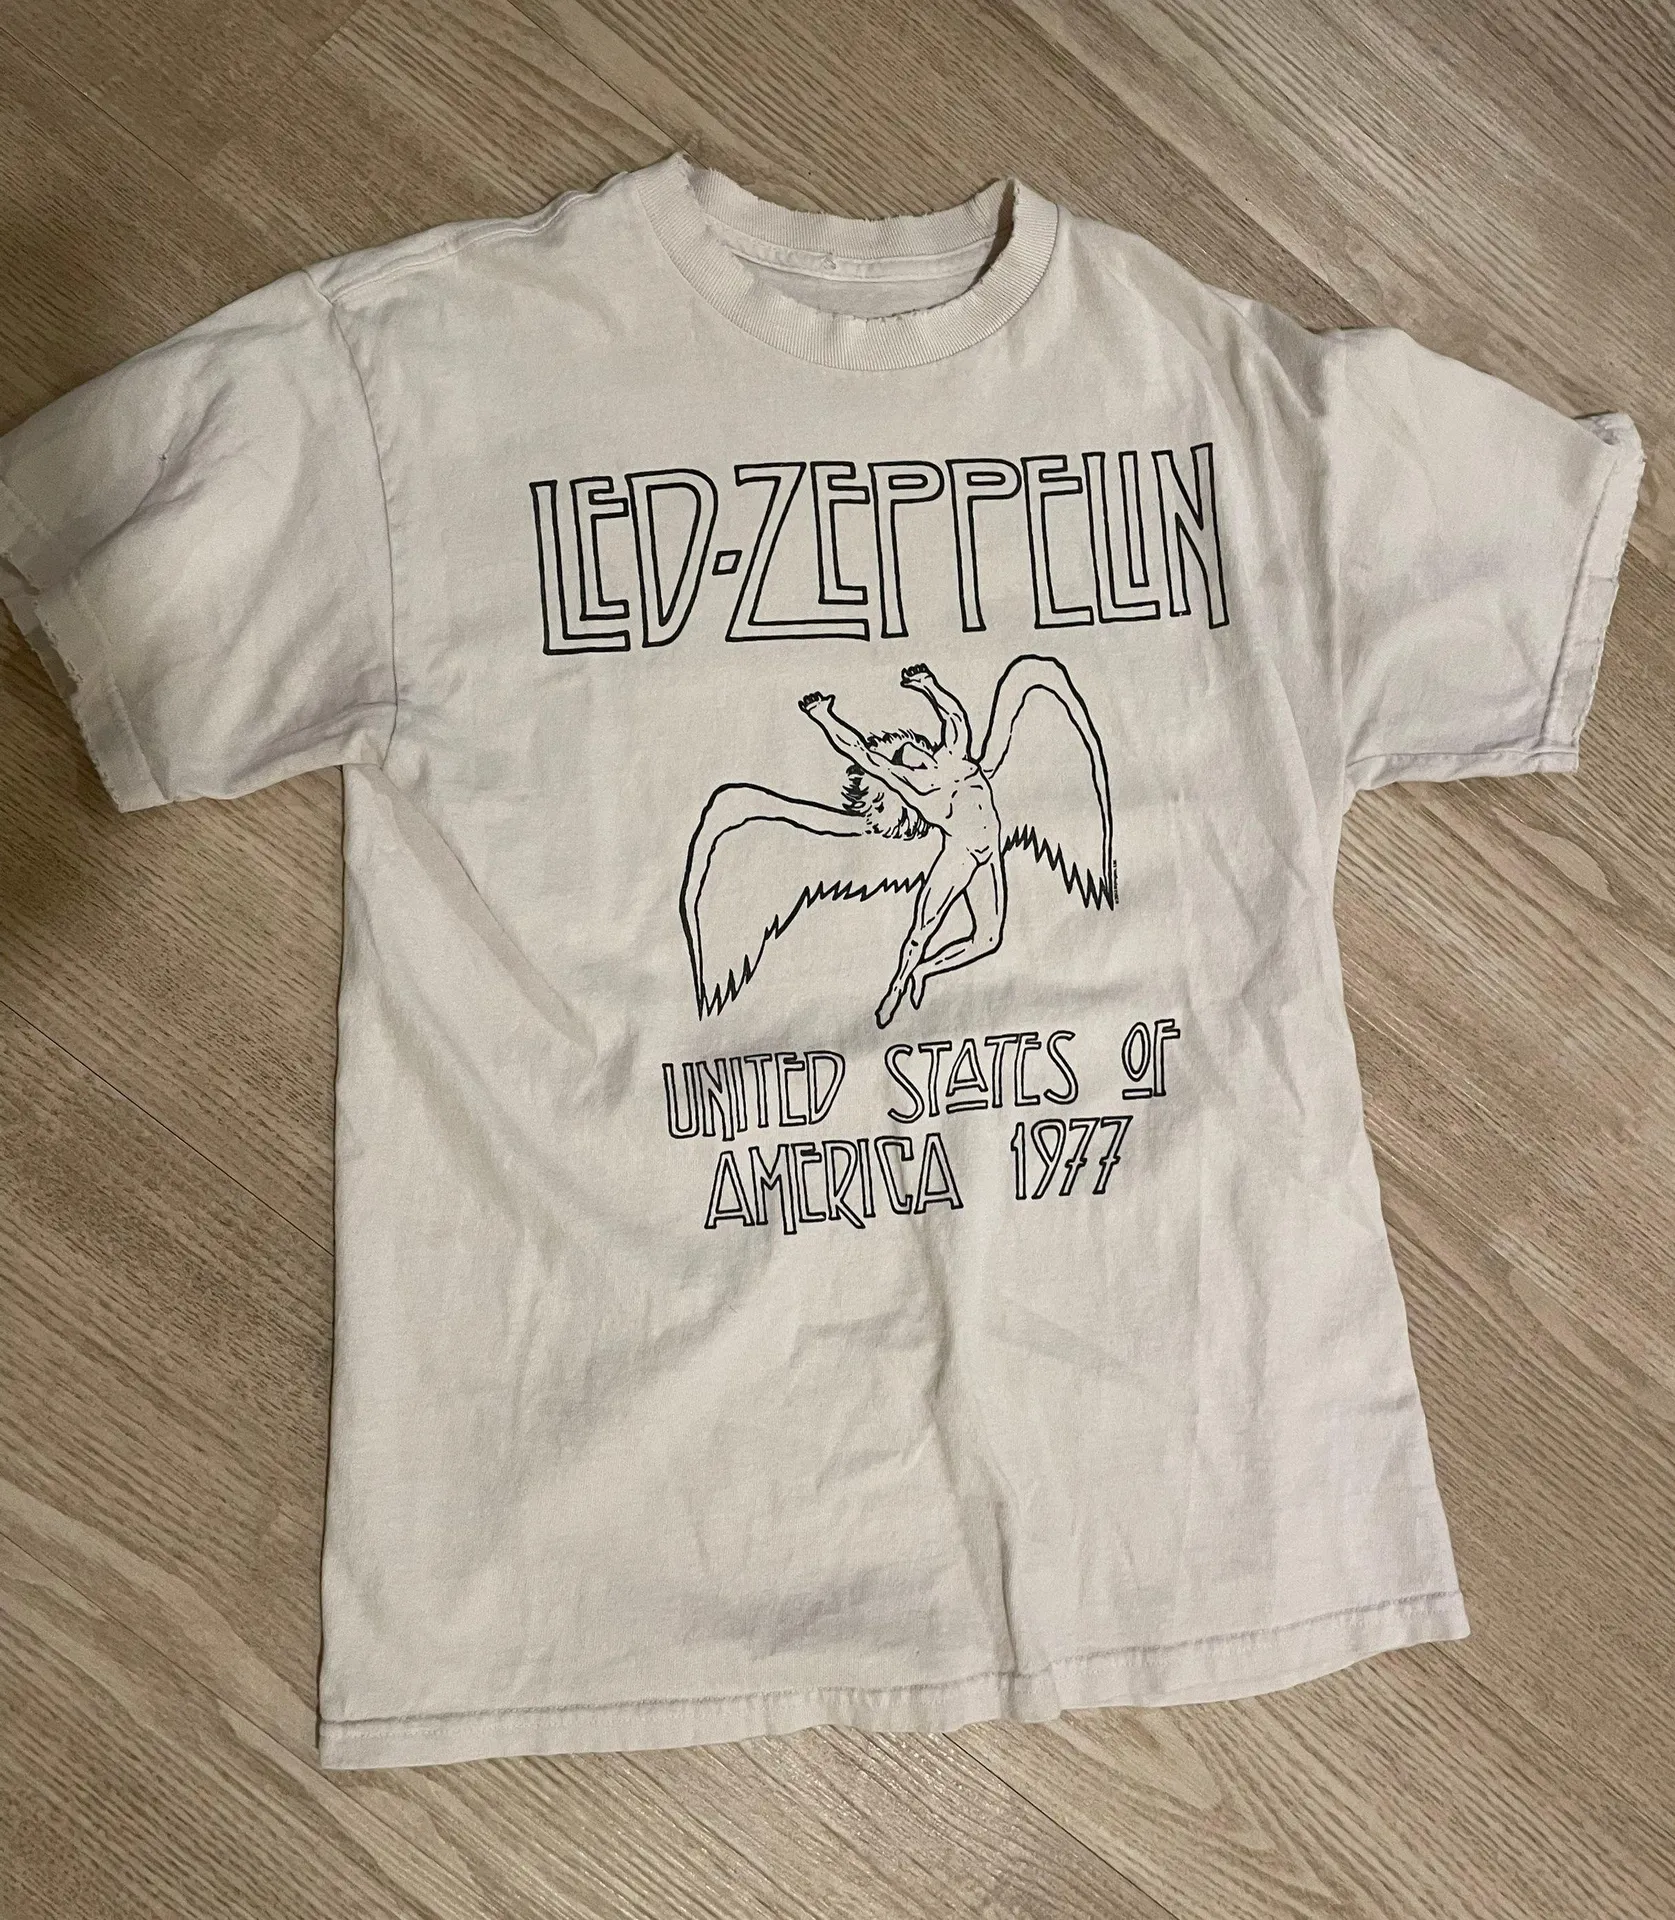 LED-ZEPPELIN
UNITED STATES OF
AMERICA 1977